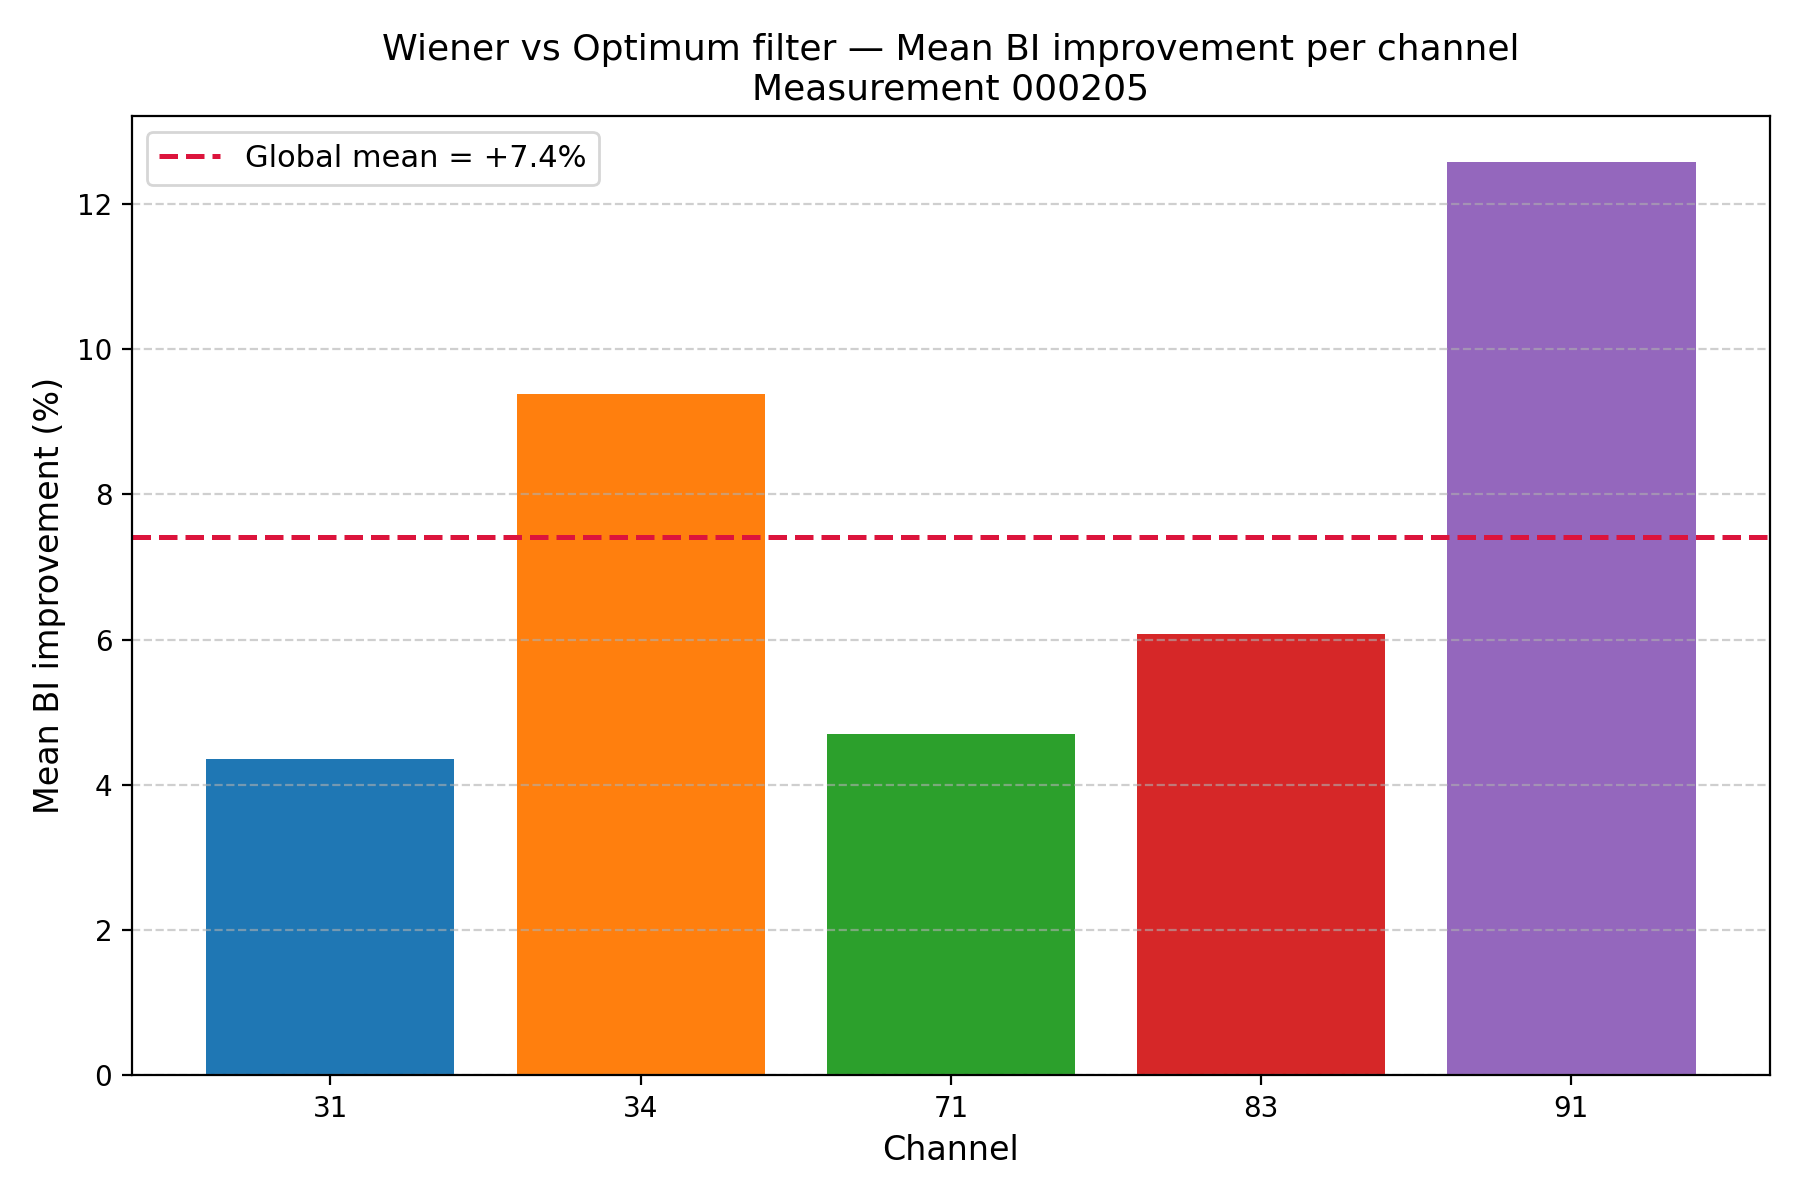 Wiener vs Optimum filter — Mean BI improvement per channel
Measurement 000205
Global mean = +7.4%
Mean BI improvement (%)
12
10
8
6
4
2
0
31 34 71 83 91
Channel